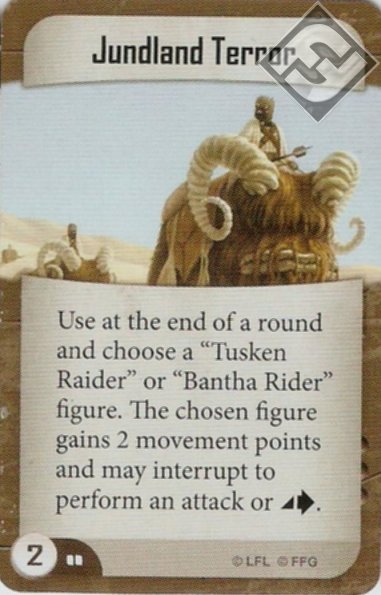 Jundland Terror
Use at the end of a round
and choose a “Tusken
Raider” or “Bantha Rider”
figure. The chosen figure
gains 2 movement points
and may interrupt to
perform an attack or .
2
© LFL © FFG